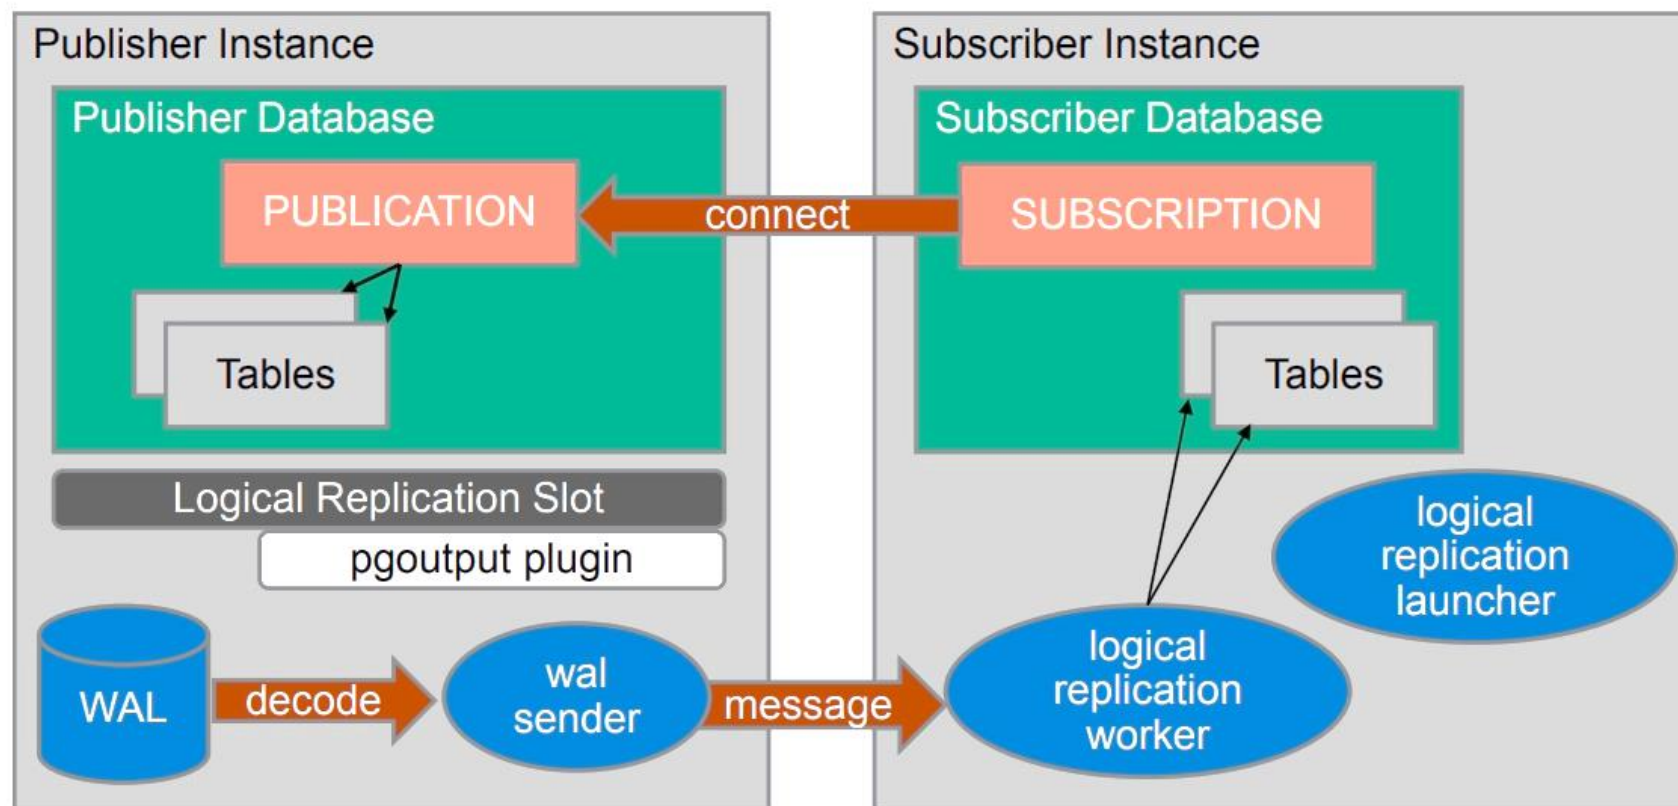 Publisher Instance
Publisher Database
PUBLICATION
Tables
Logical Replication Slot
pgoutput plugin
WAL
decode
wal
sender
message
connect
Subscriber Instance
Subscriber Database
SUBSCRIPTION
Tables
logical
replication
launcher
logical
replication
worker